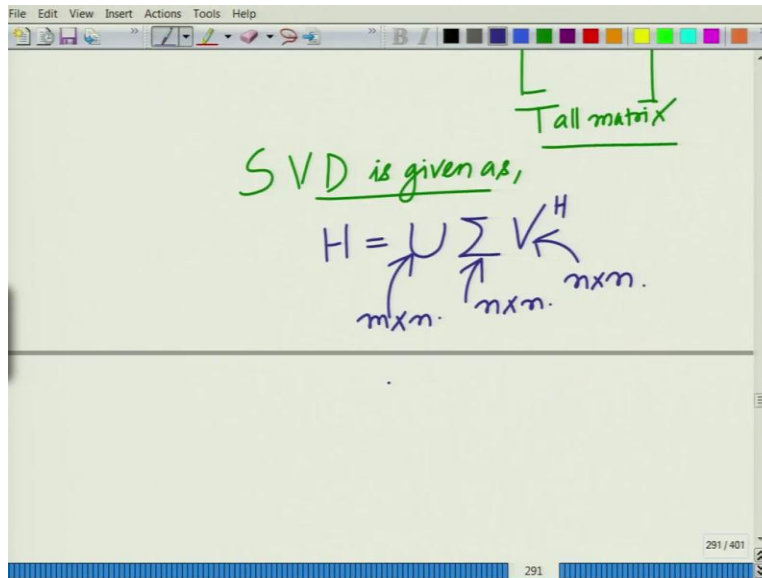 File Edit View Insert Actions Tools Help
B I
Tall matrix
SVD is given as,
H = U Σ V^H
m×n. n×n. n×n.
291/401
291